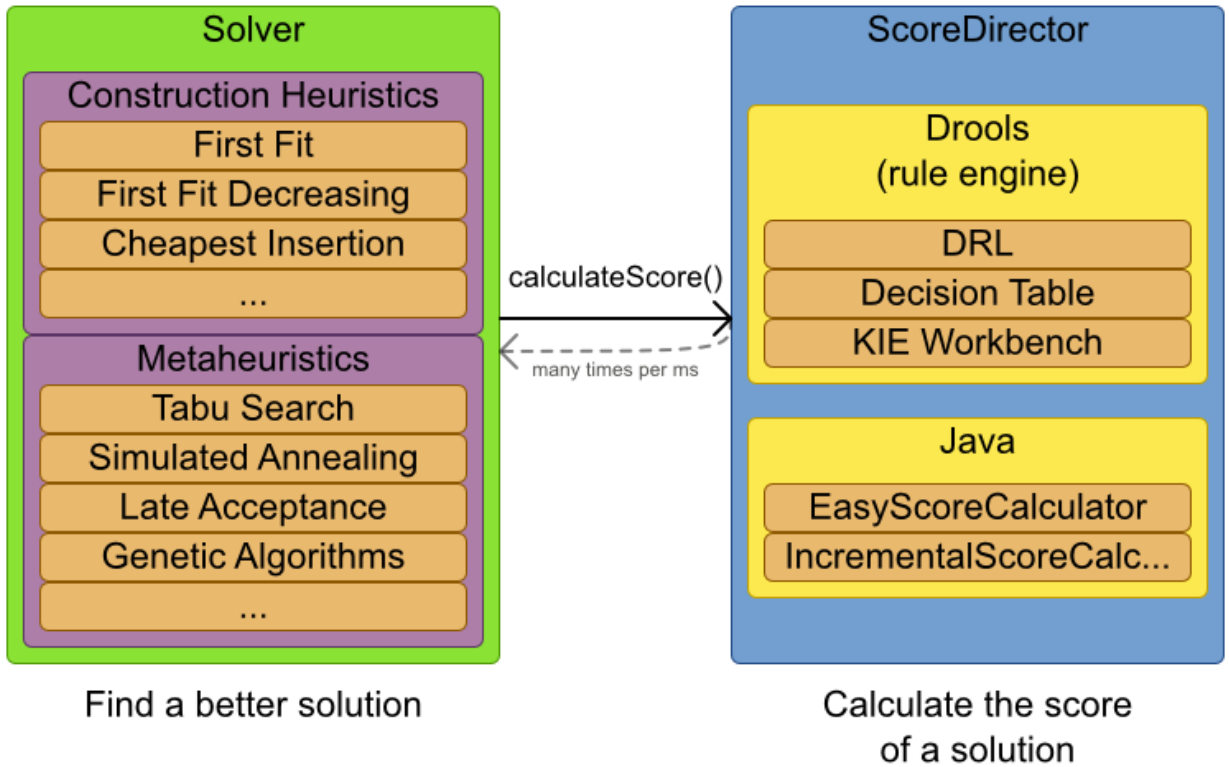 Solver
Construction Heuristics
First Fit
First Fit Decreasing
Cheapest Insertion
...
Metaheuristics
Tabu Search
Simulated Annealing
Late Acceptance
Genetic Algorithms
...
Find a better solution
calculateScore()
many times per ms
ScoreDirector
Drools
(rule engine)
DRL
Decision Table
KIE Workbench
Java
EasyScoreCalculator
IncrementalScoreCalc...
Calculate the score
of a solution